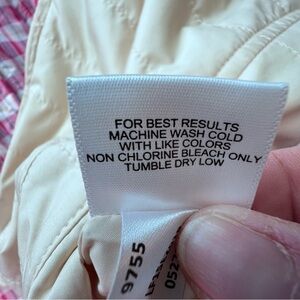 FOR BEST RESULTS
MACHINE WASH COLD
WITH LIKE COLORS
NON CHLORINE BLEACH ONLY
TUMBLE DRY LOW
9755